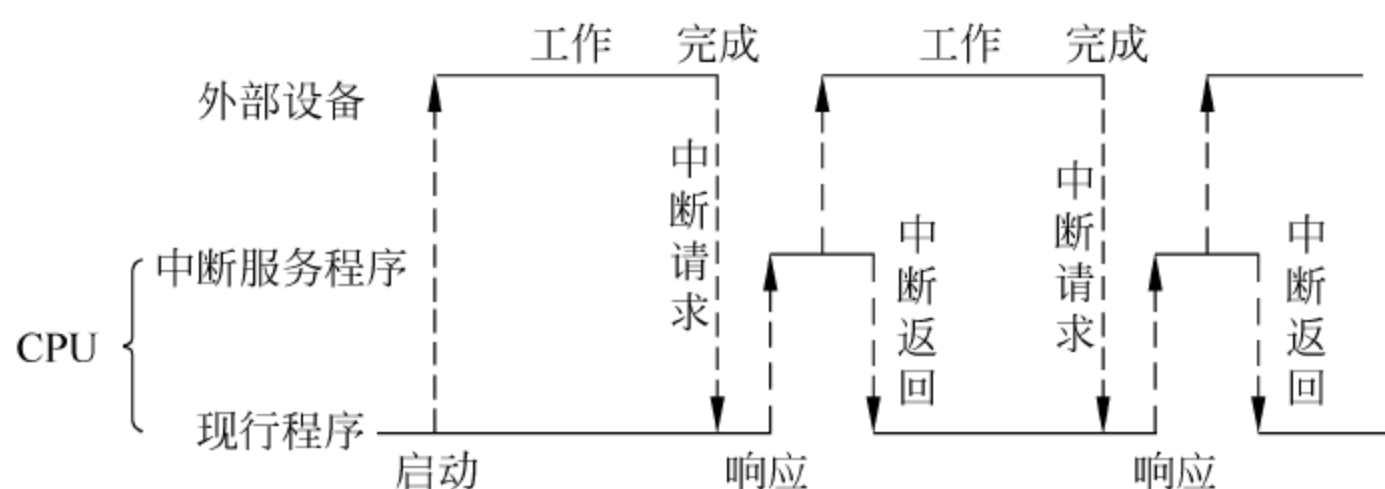 工作 完成 工作 完成
外部设备
中断请求
中断请求
中断服务程序
中断返回
中断返回
CPU
现行程序
启动 响应 响应